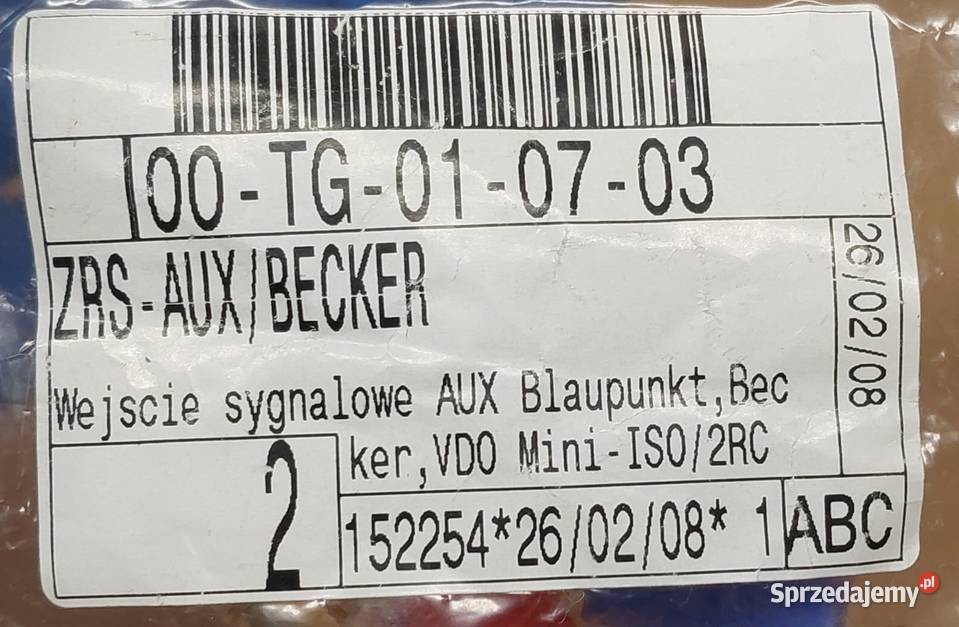 00-TG-01-07-03
ZRS-AUX/BECKER
26/02/08
Wejscie sygnalowe AUX Blaupunkt,Bec
ker,VDO Mini-ISO/2RC
2
152254*26/02/08* 1
ABC
Sprzedajemy.pl